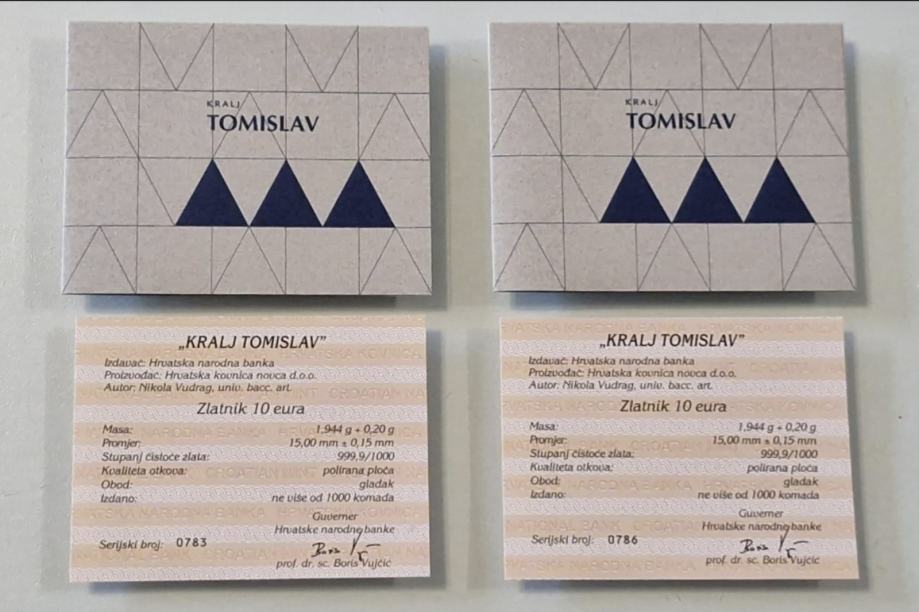 KRALJ
TOMISLAV
KRALJ
TOMISLAV
„KRALJ TOMISLAV”
Izdavač: Hrvatska narodna banka
Proizvođač: Hrvatska kovnica novca d.o.o.
Autor: Nikola Vudrag, univ. bacc. art.
Zlatnik 10 eura
Masa: 1,944 g + 0,20 g
Promjer: 15,00 mm ± 0,15 mm
Stupanj čistoće zlata: 999,9/1000
Kvaliteta otkova: polirana ploča
Obod: gladak
Izdano: ne više od 1000 komada
Guverner
Hrvatske narodne banke
Serijski broj: 0783
prof. dr. sc. Boris Vujčić
„KRALJ TOMISLAV”
Izdavač: Hrvatska narodna banka
Proizvođač: Hrvatska kovnica novca d.o.o.
Autor: Nikola Vudrag, univ. bacc. art.
Zlatnik 10 eura
Masa: 1,944 g + 0,20 g
Promjer: 15,00 mm ± 0,15 mm
Stupanj čistoće zlata: 999,9/1000
Kvaliteta otkova: polirana ploča
Obod: gladak
Izdano: ne više od 1000 komada
Guverner
Hrvatske narodne banke
Serijski broj: 0786
prof. dr. sc. Boris Vujčić